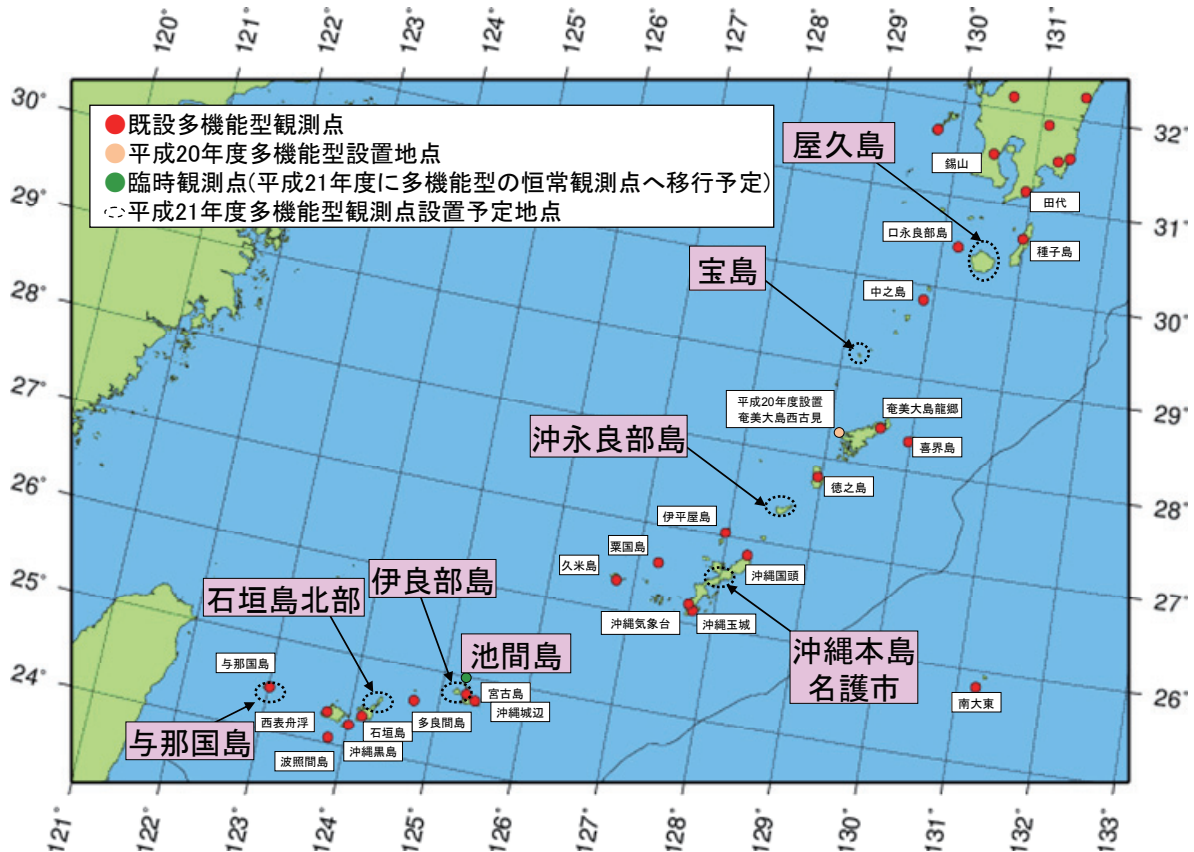 120°
121°
122°
123°
124°
125°
126°
127°
128°
129°
130°
131°
30°
29°
28°
27°
26°
25°
24°
●既設多機能型観測点
●平成20年度多機能型設置地点
●臨時観測点(平成21年度に多機能型の恒常観測点へ移行予定)
平成21年度多機能型観測点設置予定地点
屋久島
錫山
田代
口永良部島
種子島
宝島
中之島
平成20年度設置
奄美大島西古見
奄美大島龍郷
喜界島
沖永良部島
徳之島
伊平屋島
粟国島
久米島
沖縄国頭
沖縄気象台
沖縄玉城
沖縄本島
名護市
南大東
石垣島北部
伊良部島
池間島
宮古島
沖縄城辺
与那国島
与那国島
西表舟浮
波照間島
沖縄黒島
石垣島
多良間島
32°
31°
30°
29°
28°
27°
26°
121°
122°
123°
124°
125°
126°
127°
128°
129°
130°
131°
132°
133°